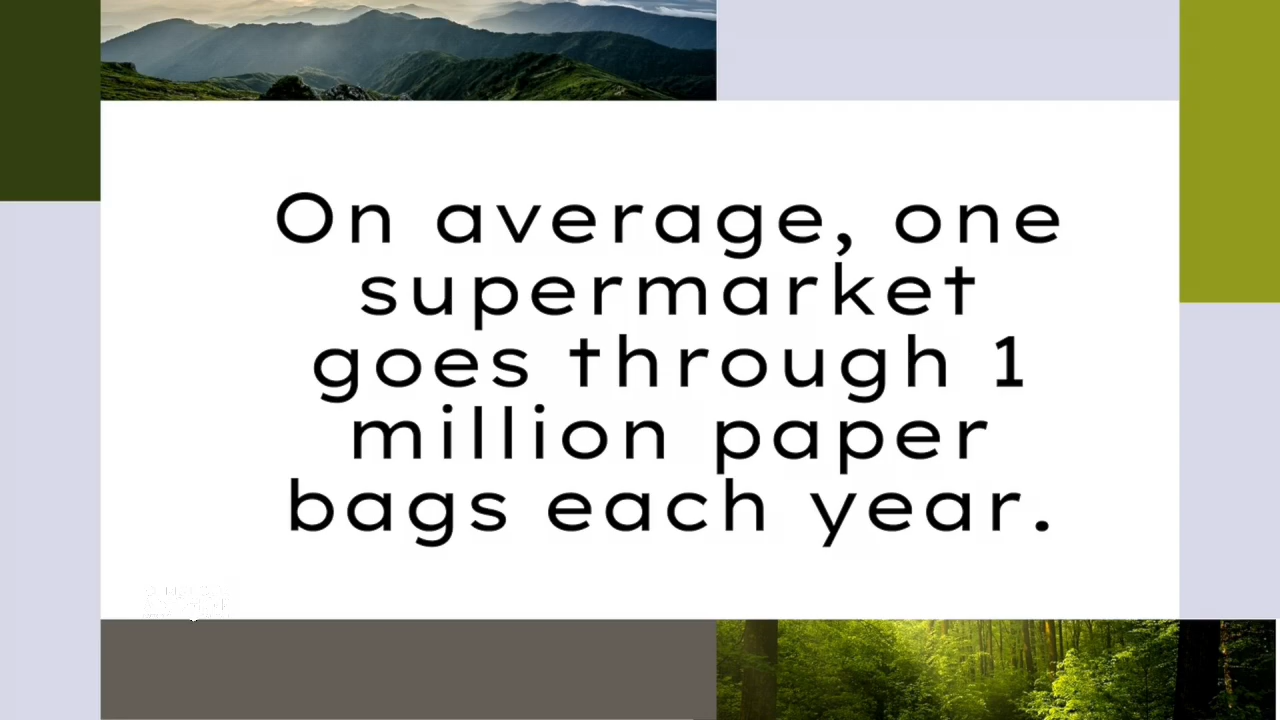 On average, one
supermarket
goes through 1
million paper
bags each year.